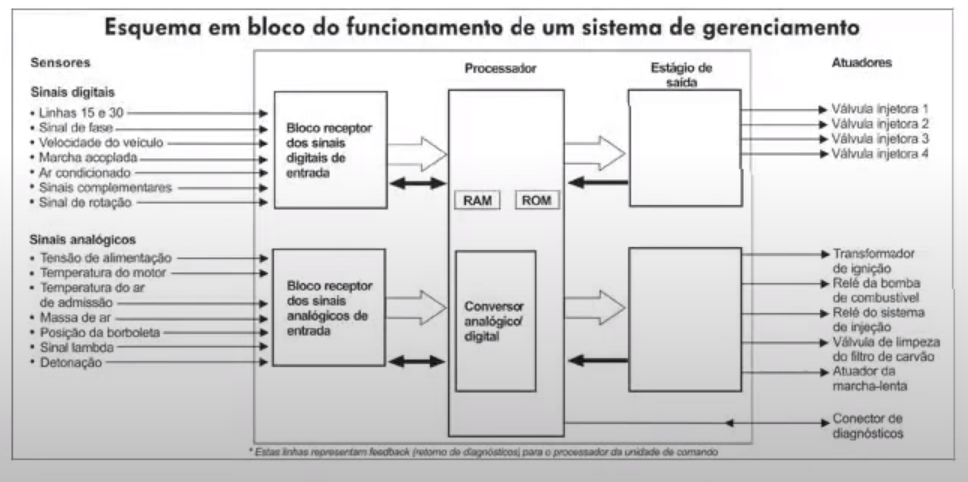 Esquema em bloco do funcionamento de um sistema de gerenciamento
Sensores
Sinais digitais
• Linhas 15 e 30
• Sinal de fase
• Velocidade do veículo
• Marcha acoplada
• Ar condicionado
• Sinais complementares
• Sinal de rotação
Sinais analógicos
• Tensão de alimentação
• Temperatura do motor
• Temperatura do ar
de admissão
• Massa de ar
• Posição da borboleta
• Sinal lambda
• Detonação
Bloco receptor
dos sinais
digitais de
entrada
Bloco receptor
dos sinais
analógicos de
entrada
Processador
RAM
ROM
Conversor
analógico/
digital
Estágio de
saída
Atuadores
Válvula injetora 1
Válvula injetora 2
Válvula injetora 3
Válvula injetora 4
Transformador
de ignição
Relé da bomba
de combustível
Relé do sistema
de injeção
Válvula de limpeza
do filtro de carvão
Atuador da
marcha-lenta
Conector de
diagnósticos
* Estas linhas representam feedback (retorno de diagnósticos) para o processador da unidade de comando